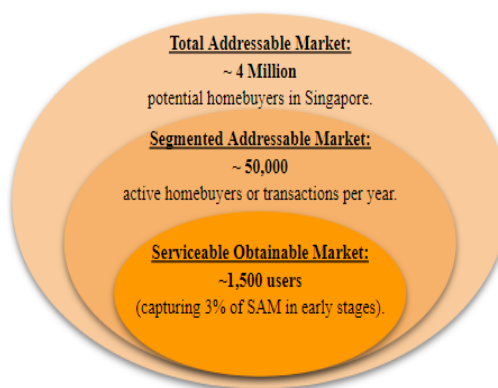 Total Addressable Market:
~ 4 Million
potential homebuyers in Singapore.
Segmented Addressable Market:
~ 50,000
active homebuyers or transactions per year.
Serviceable Obtainable Market:
~1,500 users
(capturing 3% of SAM in early stages).